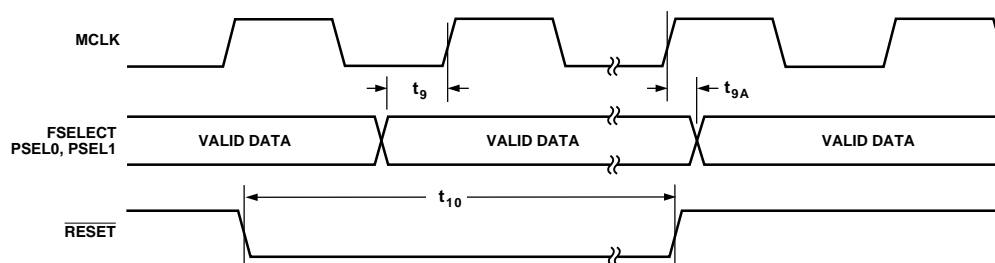 MCLK
t9
t9A
FSELECT
PSEL0, PSEL1
VALID DATA
VALID DATA
VALID DATA
t10
RESET